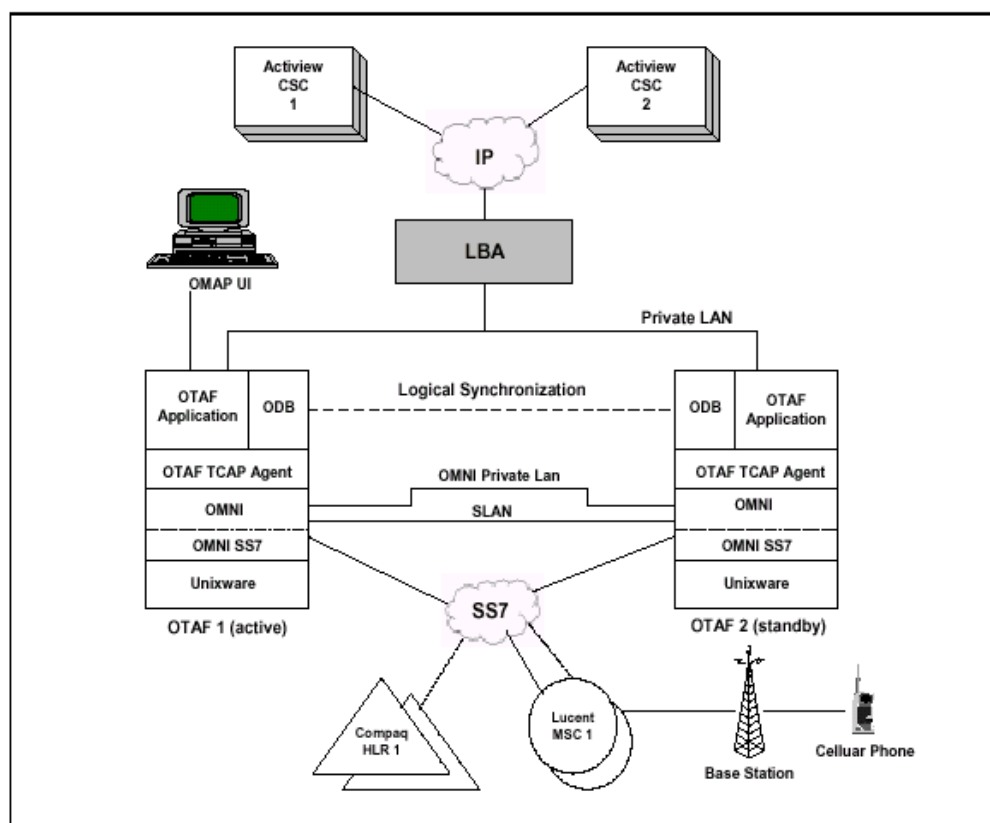 Actiview
CSC
1
Actiview
CSC
2
IP
LBA
OMAP UI
Private LAN
OTAF
Application
ODB
Logical Synchronization
ODB
OTAF
Application
OTAF TCAP Agent
OMNI Private Lan
OTAF TCAP Agent
OMNI
SLAN
OMNI
OMNI SS7
OMNI SS7
Unixware
Unixware
SS7
OTAF 1 (active)
OTAF 2 (standby)
Compaq
HLR 1
Lucent
MSC 1
Base Station
Celluar Phone